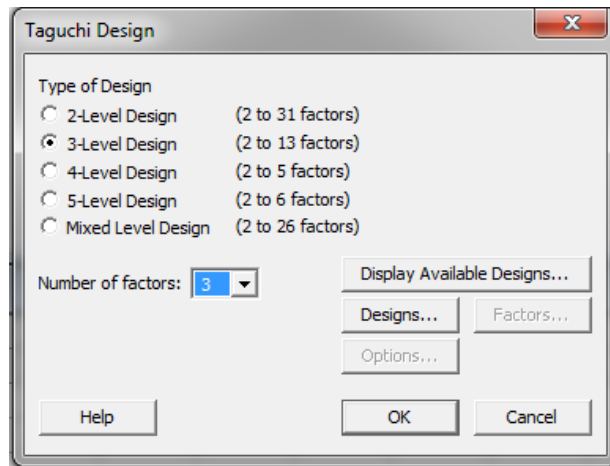 Taguchi Design
Type of Design
2-Level Design (2 to 31 factors)
3-Level Design (2 to 13 factors)
4-Level Design (2 to 5 factors)
5-Level Design (2 to 6 factors)
Mixed Level Design (2 to 26 factors)
Number of factors: 3
Display Available Designs...
Designs... Factors...
Options...
Help OK Cancel